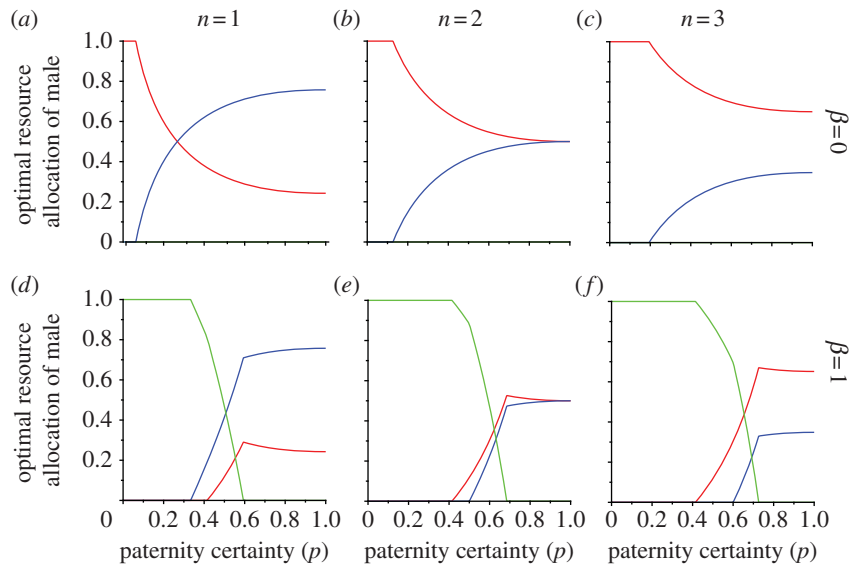 (a) n=1 (b) n=2 (c) n=3
optimal resource
allocation of male
1.0
0.8
0.6
0.4
0.2
0
β=0
(d) (e) (f)
optimal resource
allocation of male
1.0
0.8
0.6
0.4
0.2
β=1
0 0.2 0.4 0.6 0.8 1.0 0 0.2 0.4 0.6 0.8 1.0 0 0.2 0.4 0.6 0.8 1.0
paternity certainty (p) paternity certainty (p) paternity certainty (p)